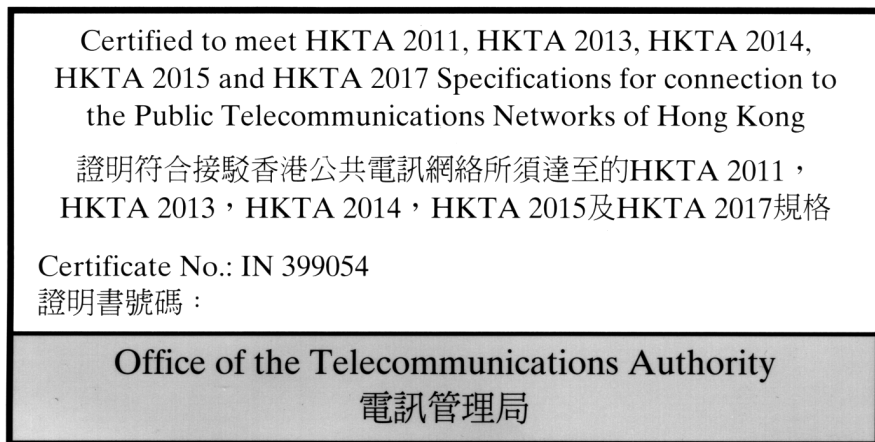 Certified to meet HKTA 2011, HKTA 2013, HKTA 2014,
HKTA 2015 and HKTA 2017 Specifications for connection to
the Public Telecommunications Networks of Hong Kong
證明符合接駁香港公共電訊網絡所須達至的HKTA 2011，
HKTA 2013，HKTA 2014，HKTA 2015及HKTA 2017規格
Certificate No.: IN 399054
證明書號碼：
Office of the Telecommunications Authority
電訊管理局